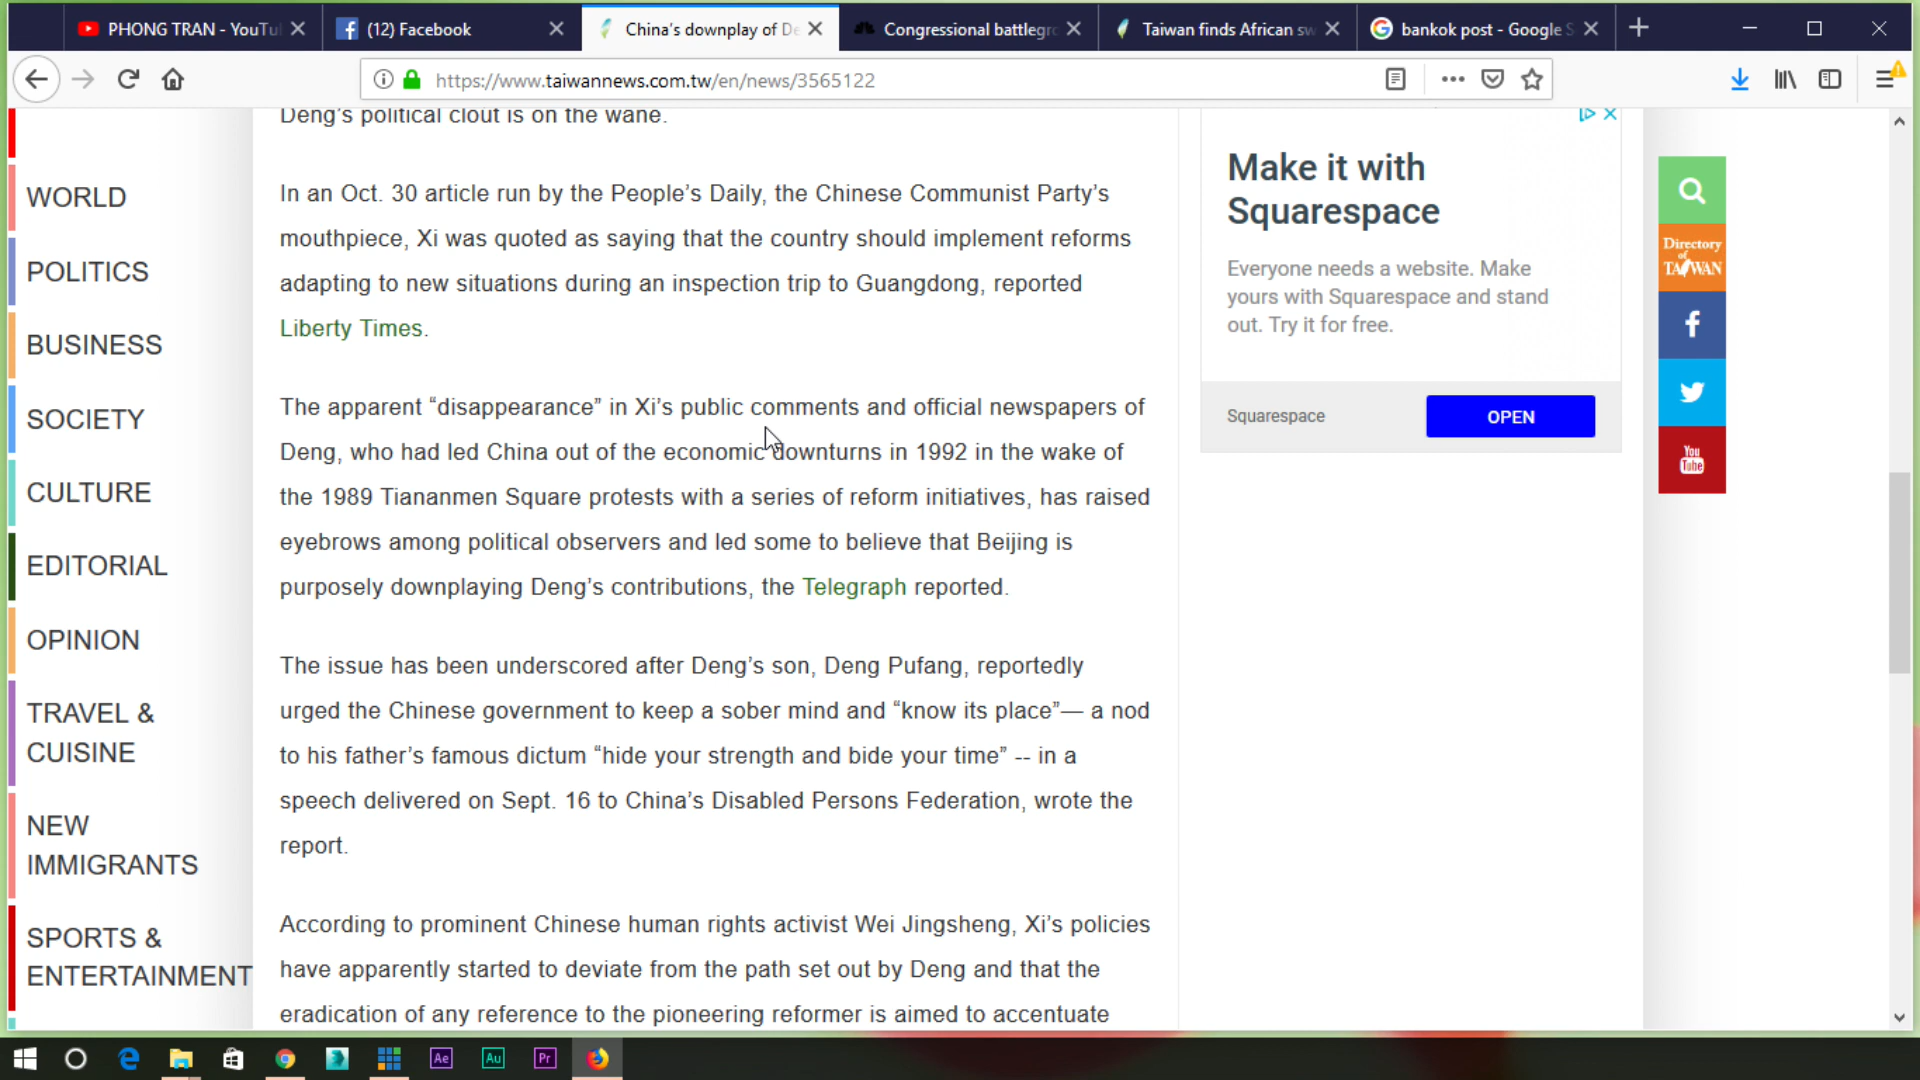 PHONG TRAN - YouTu
(12) Facebook
China's downplay of De
Congressional battlegro
Taiwan finds African sw
bankok post - Google S
https://www.taiwannews.com.tw/en/news/3565122
WORLD
POLITICS
BUSINESS
SOCIETY
CULTURE
EDITORIAL
OPINION
TRAVEL &
CUISINE
NEW
IMMIGRANTS
SPORTS &
ENTERTAINMENT
Deng's political clout is on the wane.
In an Oct. 30 article run by the People's Daily, the Chinese Communist Party's
mouthpiece, Xi was quoted as saying that the country should implement reforms
adapting to new situations during an inspection trip to Guangdong, reported
Liberty Times.
The apparent “disappearance” in Xi's public comments and official newspapers of
Deng, who had led China out of the economic downturns in 1992 in the wake of
the 1989 Tiananmen Square protests with a series of reform initiatives, has raised
eyebrows among political observers and led some to believe that Beijing is
purposely downplaying Deng's contributions, the Telegraph reported.
The issue has been underscored after Deng's son, Deng Pufang, reportedly
urged the Chinese government to keep a sober mind and “know its place”— a nod
to his father's famous dictum “hide your strength and bide your time” -- in a
speech delivered on Sept. 16 to China's Disabled Persons Federation, wrote the
report.
According to prominent Chinese human rights activist Wei Jingsheng, Xi's policies
have apparently started to deviate from the path set out by Deng and that the
eradication of any reference to the pioneering reformer is aimed to accentuate
Make it with
Squarespace
Everyone needs a website. Make
yours with Squarespace and stand
out. Try it for free.
Squarespace
OPEN
Directory
of
TAIWAN
You
Tube
Ae
Au
Pr